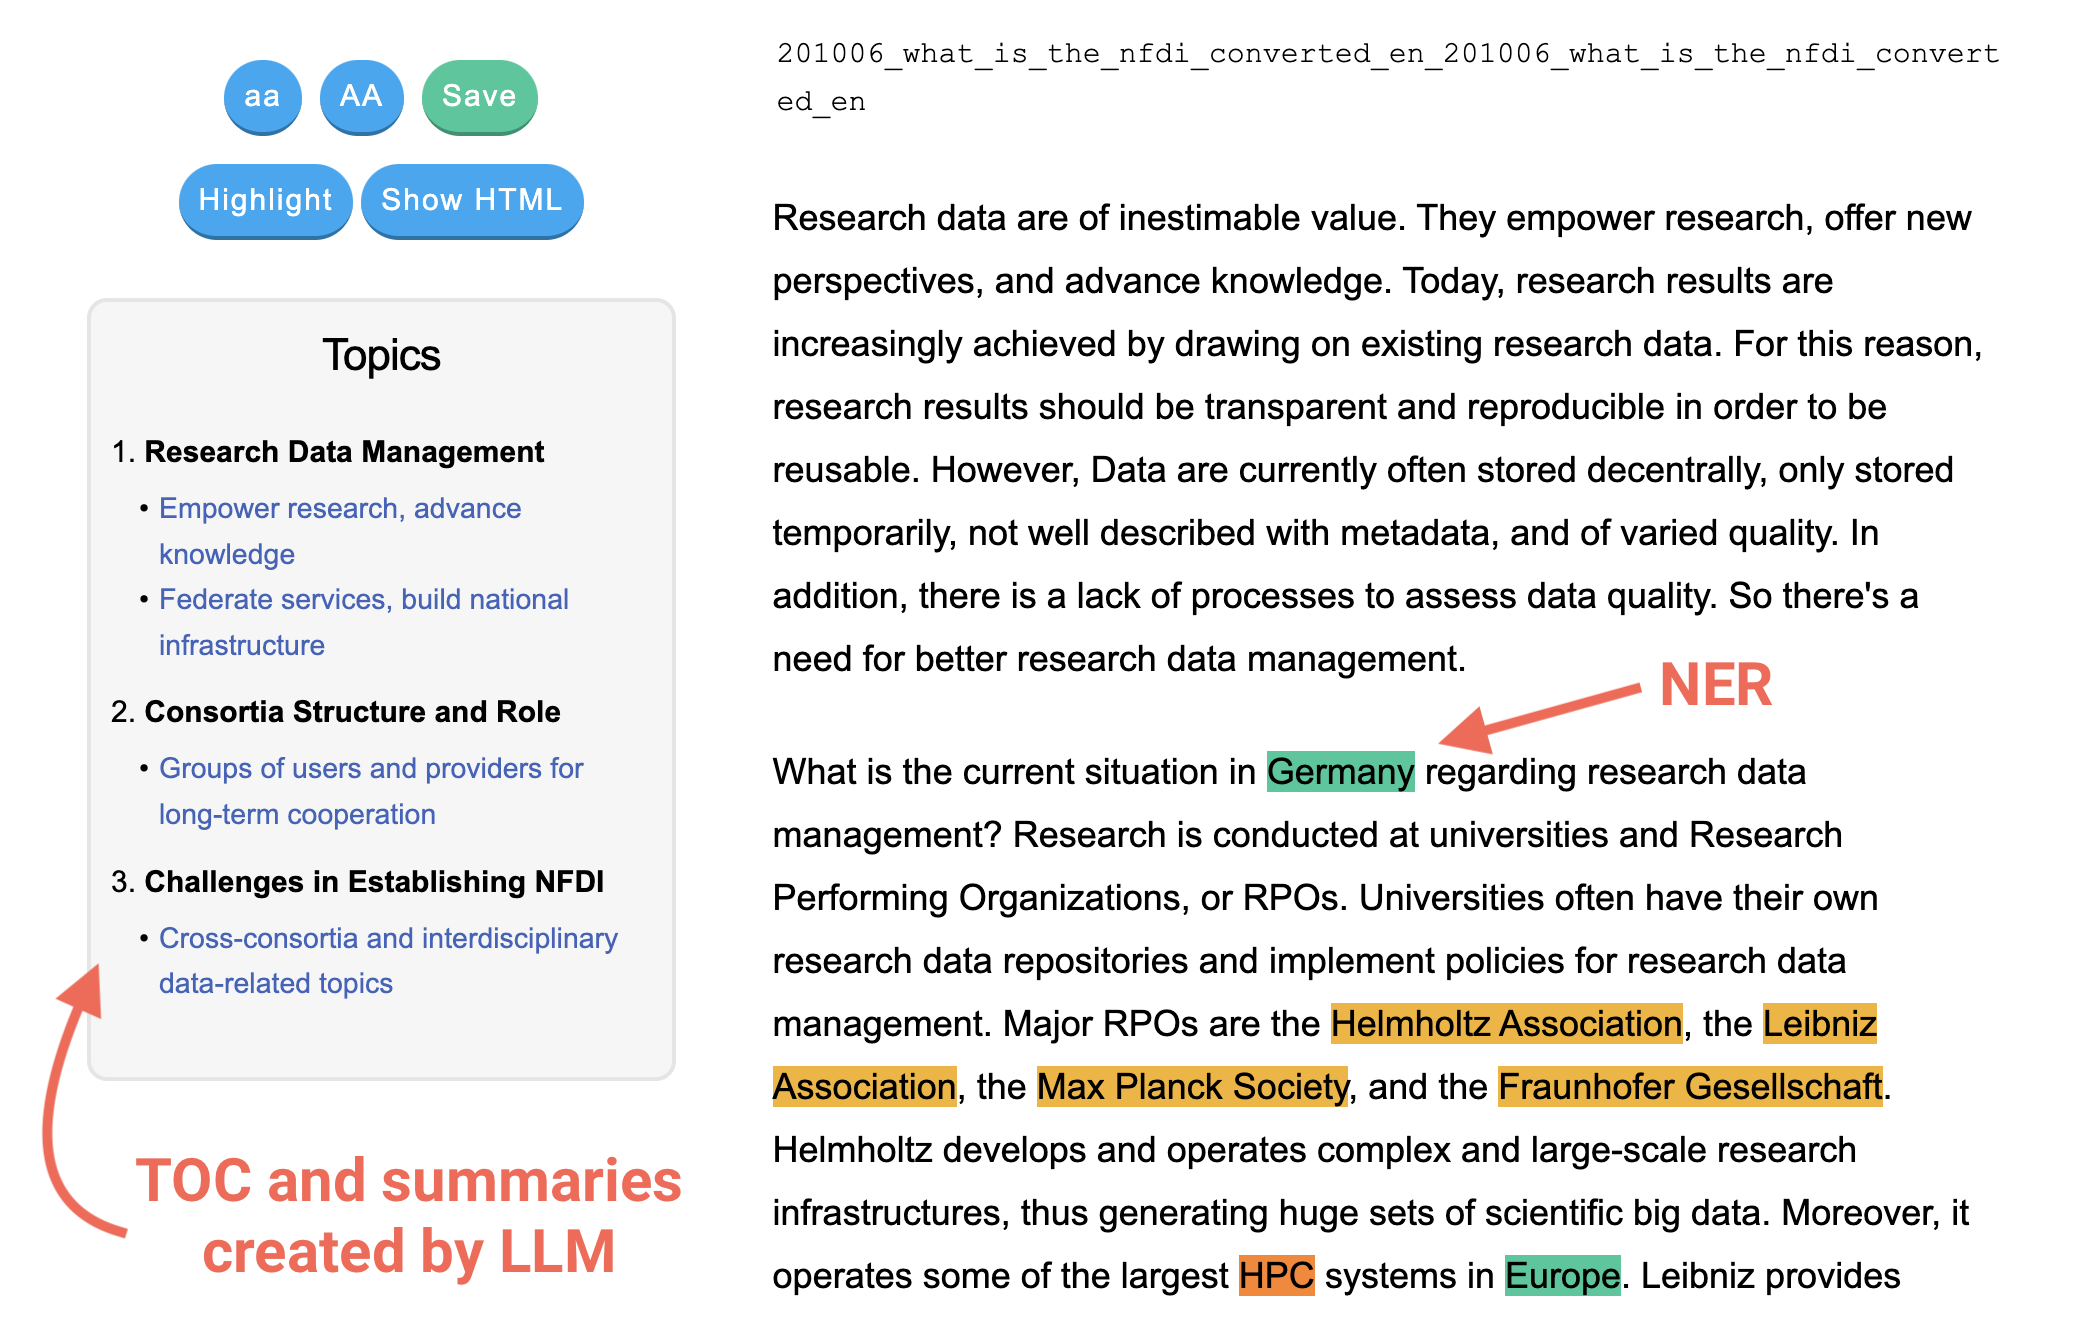 aa AA Save
Highlight Show HTML
Topics
1. Research Data Management
• Empower research, advance
knowledge
• Federate services, build national
infrastructure
2. Consortia Structure and Role
• Groups of users and providers for
long-term cooperation
3. Challenges in Establishing NFDI
• Cross-consortia and interdisciplinary
data-related topics
TOC and summaries
created by LLM
201006_what_is_the_nfdi_converted_en_201006_what_is_the_nfdi_convert
ed_en
Research data are of inestimable value. They empower research, offer new
perspectives, and advance knowledge. Today, research results are
increasingly achieved by drawing on existing research data. For this reason,
research results should be transparent and reproducible in order to be
reusable. However, Data are currently often stored decentrally, only stored
temporarily, not well described with metadata, and of varied quality. In
addition, there is a lack of processes to assess data quality. So there's a
need for better research data management.
NER
What is the current situation in Germany regarding research data
management? Research is conducted at universities and Research
Performing Organizations, or RPOs. Universities often have their own
research data repositories and implement policies for research data
management. Major RPOs are the Helmholtz Association, the Leibniz
Association, the Max Planck Society, and the Fraunhofer Gesellschaft.
Helmholtz develops and operates complex and large-scale research
infrastructures, thus generating huge sets of scientific big data. Moreover, it
operates some of the largest HPC systems in Europe. Leibniz provides